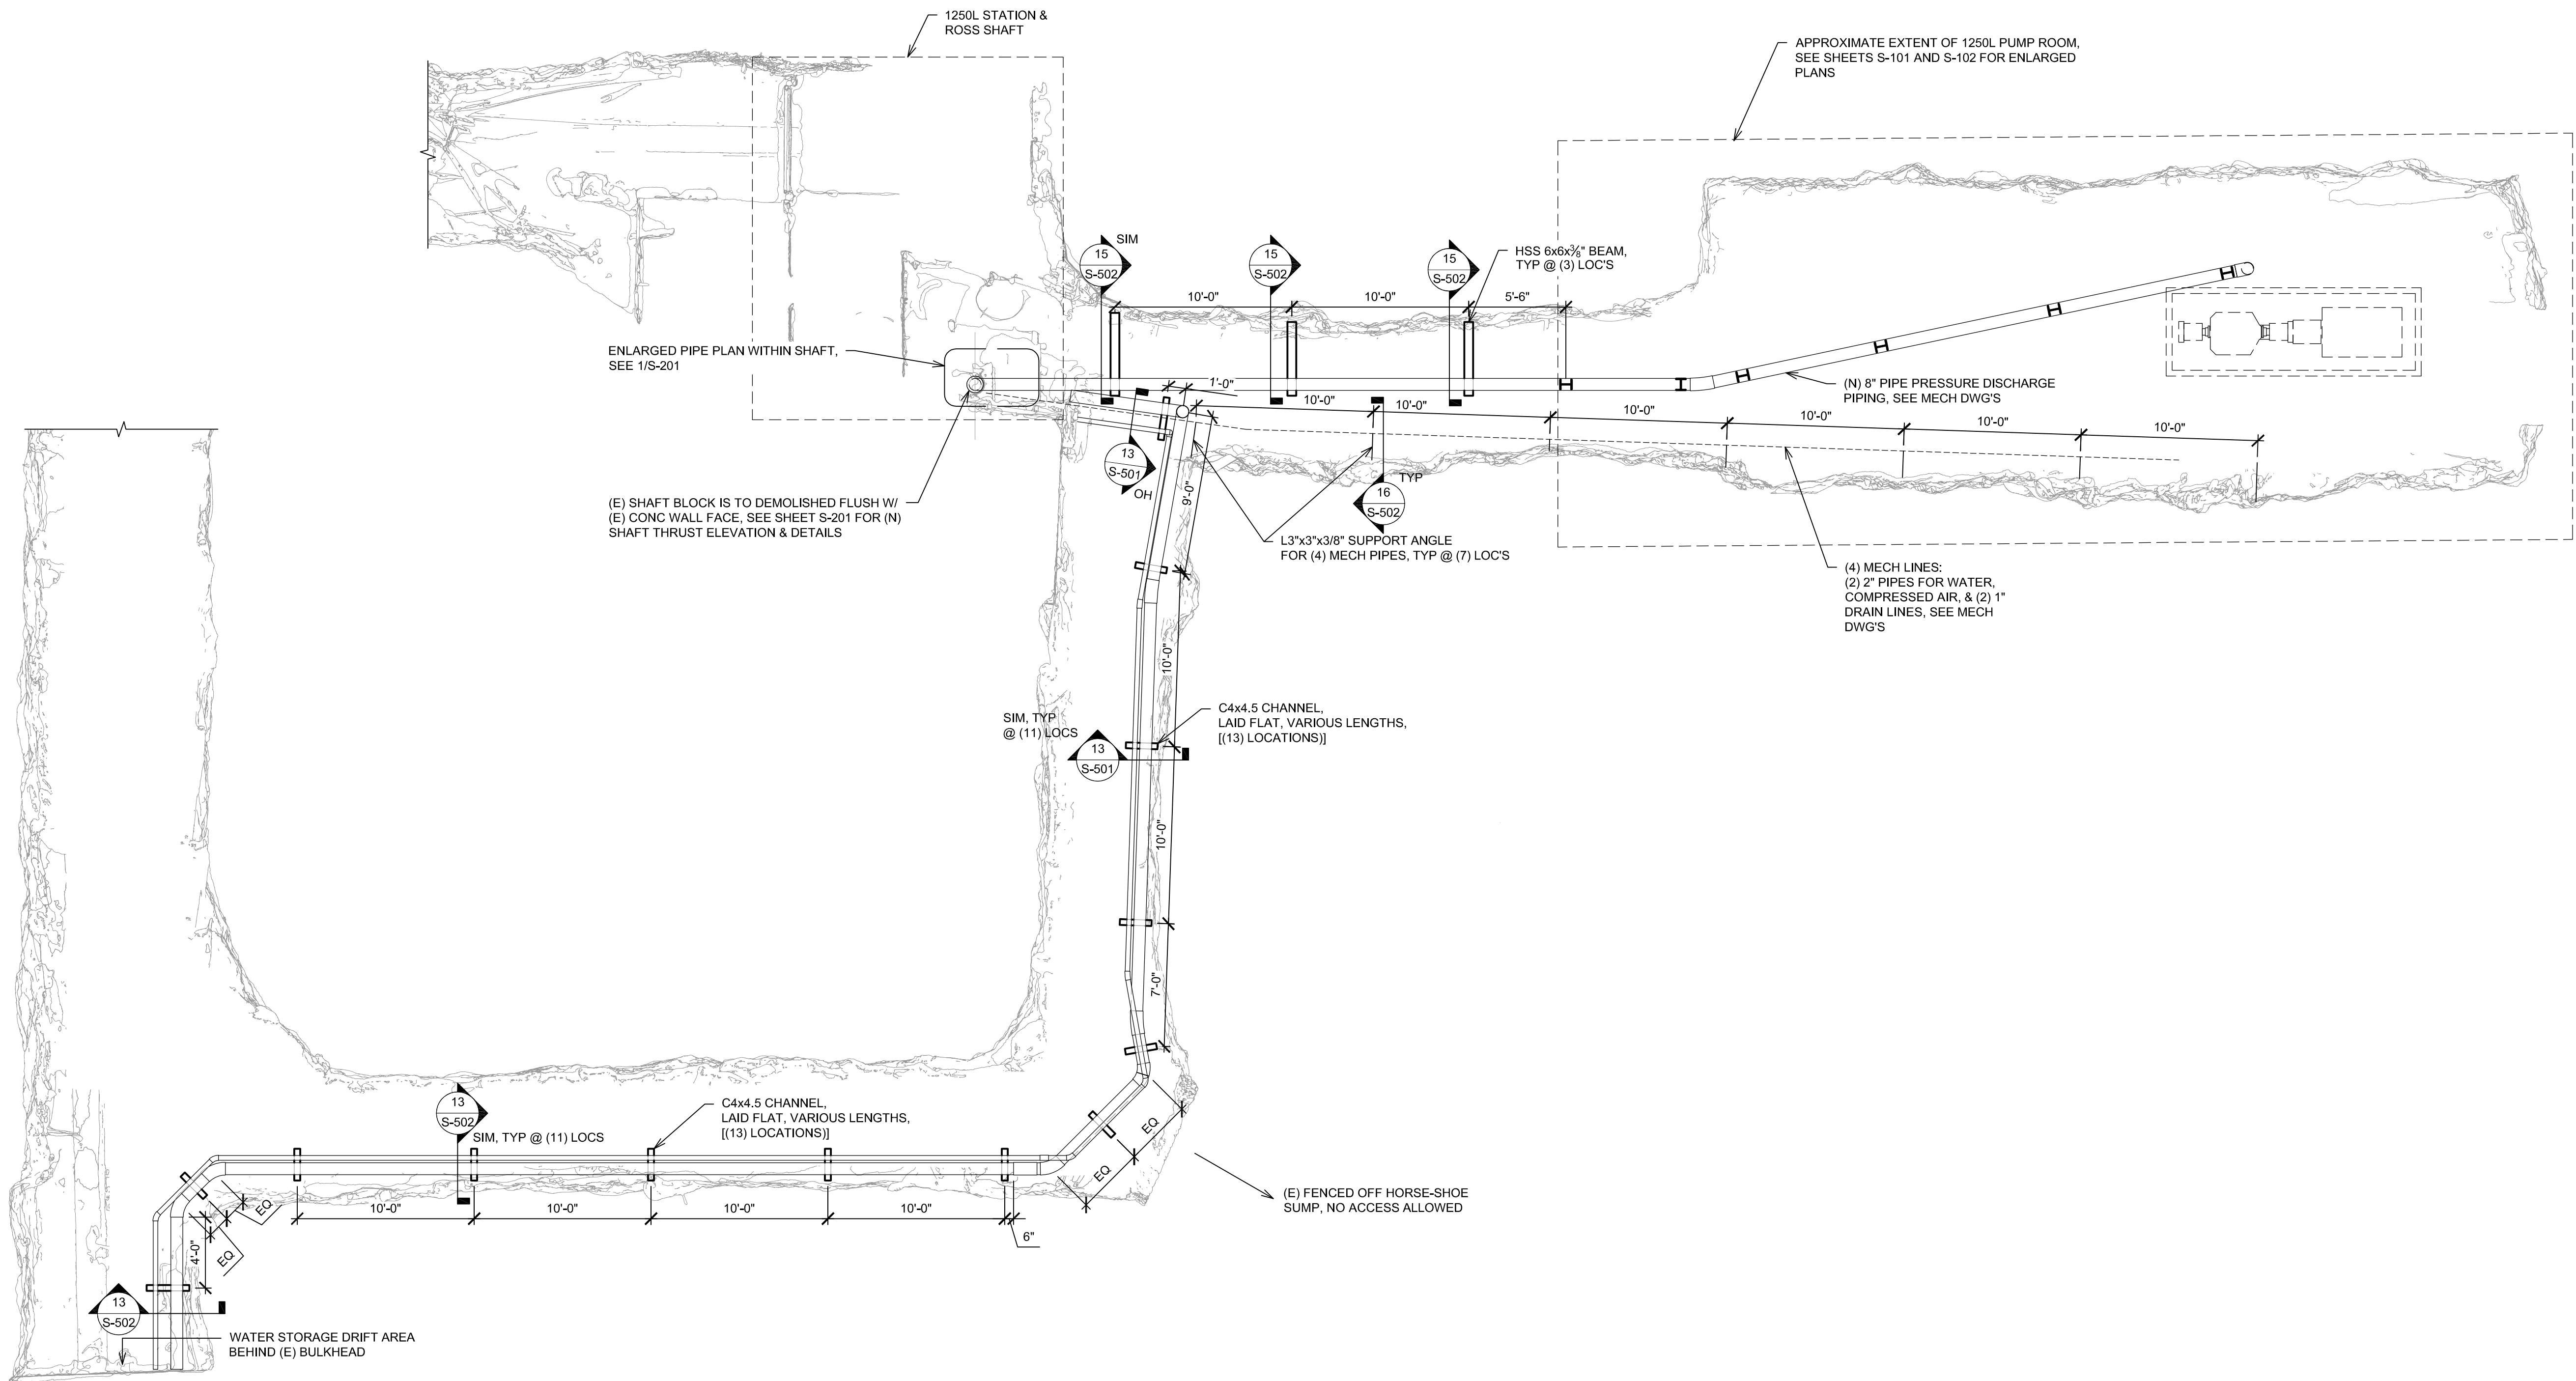 1250L STATION &
ROSS SHAFT
APPROXIMATE EXTENT OF 1250L PUMP ROOM,
SEE SHEETS S-101 AND S-102 FOR ENLARGED
PLANS
SIM
15
S-502
15
S-502
15
S-502
HSS 6x6x⅜" BEAM,
TYP @ (3) LOC'S
10'-0"
10'-0"
5'-6"
ENLARGED PIPE PLAN WITHIN SHAFT,
SEE 1/S-201
1'-0"
(N) 8" PIPE PRESSURE DISCHARGE
PIPING, SEE MECH DWG'S
10'-0"
10'-0"
10'-0"
10'-0"
10'-0"
10'-0"
13
S-501
OH
9'-0"
TYP
16
S-502
(E) SHAFT BLOCK IS TO DEMOLISHED FLUSH W/
(E) CONC WALL FACE, SEE SHEET S-201 FOR (N)
SHAFT THRUST ELEVATION & DETAILS
L3"x3"x3/8" SUPPORT ANGLE
FOR (4) MECH PIPES, TYP @ (7) LOC'S
(4) MECH LINES:
(2) 2" PIPES FOR WATER,
COMPRESSED AIR, & (2) 1"
DRAIN LINES, SEE MECH
DWG'S
10'-0"
SIM, TYP
@ (11) LOCS
13
S-501
C4x4.5 CHANNEL,
LAID FLAT, VARIOUS LENGTHS,
[(13) LOCATIONS)]
10'-0"
7'-0"
13
S-502
SIM, TYP @ (11) LOCS
C4x4.5 CHANNEL,
LAID FLAT, VARIOUS LENGTHS,
[(13) LOCATIONS)]
EQ
EQ
(E) FENCED OFF HORSE-SHOE
SUMP, NO ACCESS ALLOWED
EQ
EQ
10'-0"
10'-0"
10'-0"
10'-0"
6"
4'-0"
13
S-502
WATER STORAGE DRIFT AREA
BEHIND (E) BULKHEAD